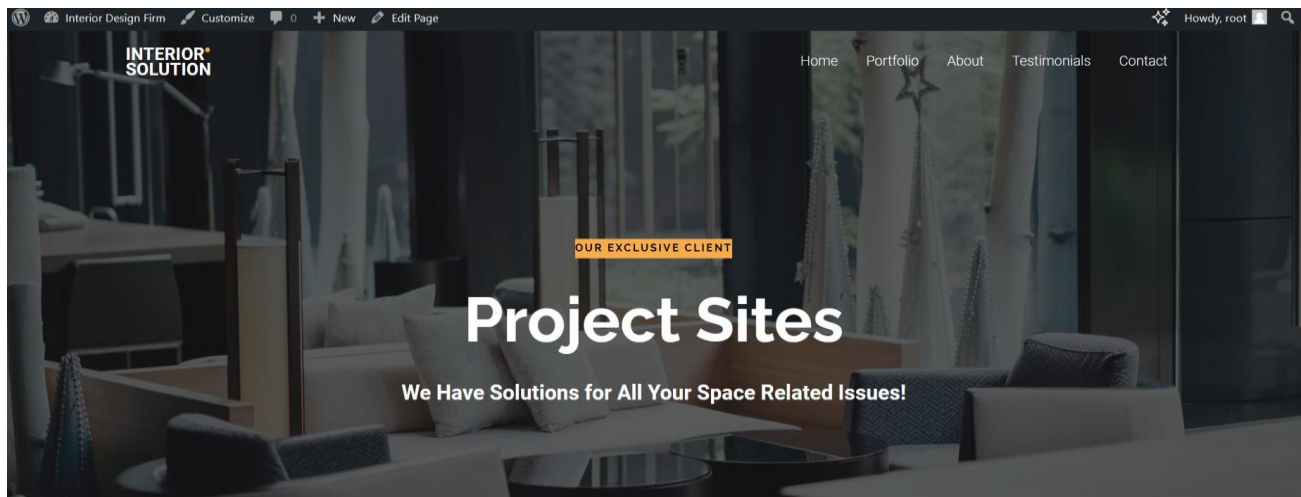 Interior Design Firm Customize 0 New Edit Page Howdy, root
INTERIOR
SOLUTION
Home Portfolio About Testimonials Contact
OUR EXCLUSIVE CLIENT
Project Sites
We Have Solutions for All Your Space Related Issues!